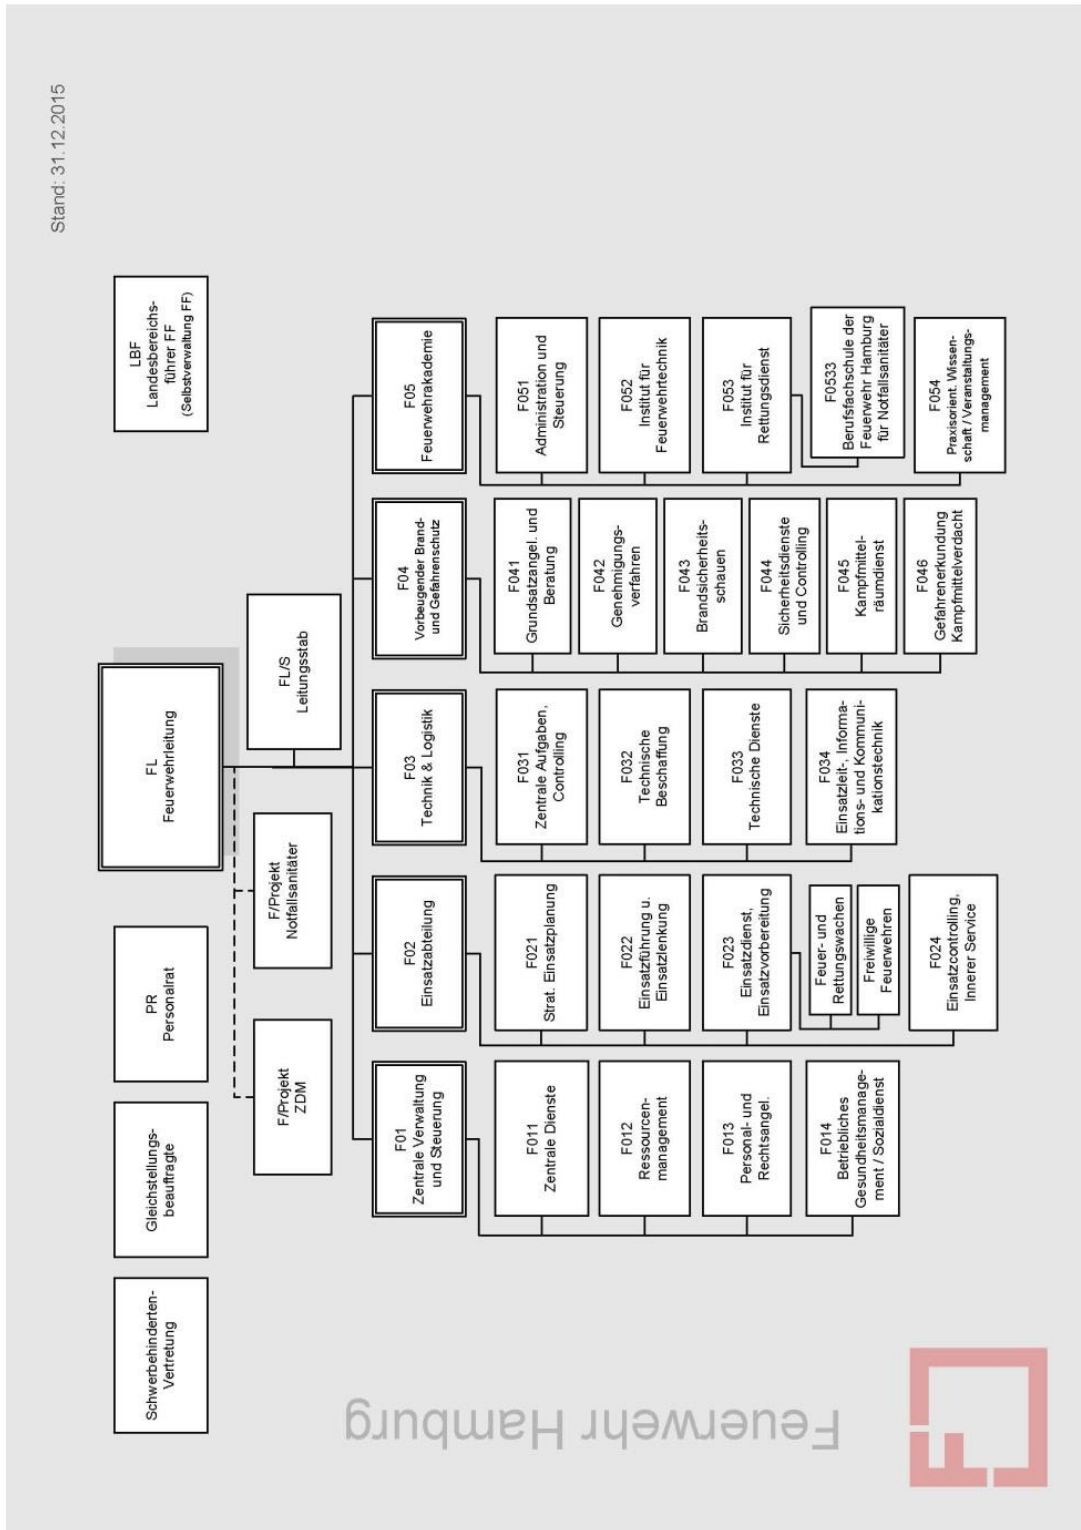 Stand: 31.12.2015
Schwerbehinderten-
Vertretung
Gleichstellungs-
beauftragte
PR
Personalrat
FL
Feuerwehrleitung
LBF
Landesbereichs-
führer FF
(Selbstverwaltung FF)
F/Projekt
ZDM
F/Projekt
Notfallsanitäter
FL/S
Leitungsstab
F01
Zentrale Verwaltung
und Steuerung
F011
Zentrale Dienste
F012
Ressourcen-
management
F013
Personal- und
Rechtsangel.
F014
Betriebliches
Gesundheitsmanage-
ment / Sozialdienst
F02
Einsatzabteilung
F021
Strat. Einsatzplanung
F022
Einsatzführung u.
Einsatzlenkung
F023
Einsatzdienst,
Einsatzvorbereitung
Feuer- und
Rettungswachen
Freiwillige
Feuerwehren
F024
Einsatzcontrolling,
Innerer Service
F03
Technik & Logistik
F031
Zentrale Aufgaben,
Controlling
F032
Technische
Beschaffung
F033
Technische Dienste
F034
Einsatzleit-, Informa-
tions- und Kommuni-
kationstechnik
F04
Vorbeugender Brand-
und Gefahrenschutz
F041
Grundsatzangel. und
Beratung
F042
Genehmigungs-
verfahren
F043
Brandsicherheits-
schauen
F044
Sicherheitsdienste
und Controlling
F045
Kampfmittel-
räumdienst
F046
Gefahrenerkundung
Kampfmittelverdacht
F05
Feuerwehrakademie
F051
Administration und
Steuerung
F052
Institut für
Feuerwehrtechnik
F053
Institut für
Rettungsdienst
F0533
Berufsfachschule der
Feuerwehr Hamburg
für Notfallsanitäter
F054
Praxisorient. Wissen-
schaft / Veranstaltungs-
management
Feuerwehr Hamburg